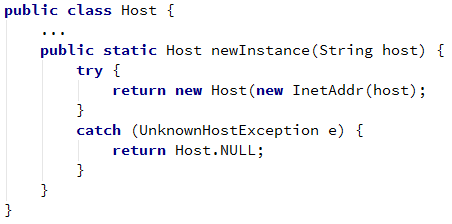 public class Host {
...
public static Host newInstance(String host) {
try {
return new Host(new InetAddr(host);
}
catch (UnknownHostException e) {
return Host.NULL;
}
}
}